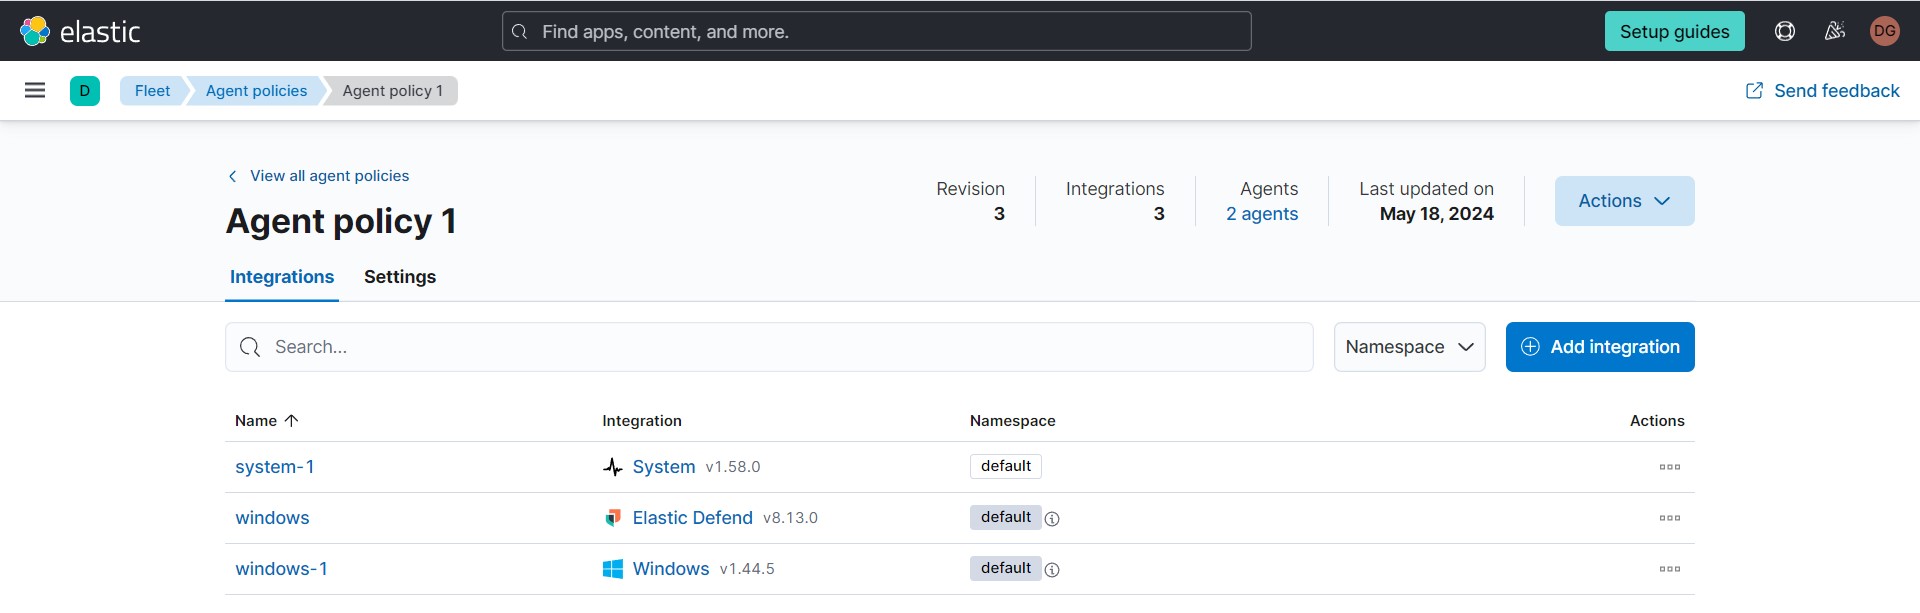 elastic
Find apps, content, and more.
Setup guides
DG
D
Fleet
Agent policies
Agent policy 1
Send feedback
View all agent policies
Agent policy 1
Revision
3
Integrations
3
Agents
2 agents
Last updated on
May 18, 2024
Actions
Integrations
Settings
Search...
Namespace
Add integration
Name
Integration
Namespace
Actions
system-1
System v1.58.0
default
windows
Elastic Defend v8.13.0
default
windows-1
Windows v1.44.5
default